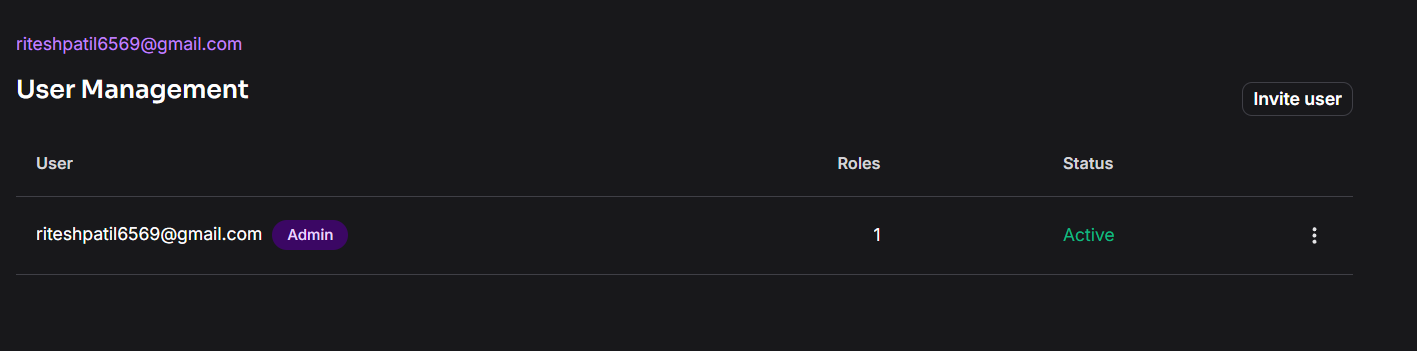 riteshpatil6569@gmail.com
User Management
Invite user
User Roles Status
riteshpatil6569@gmail.com Admin 1 Active